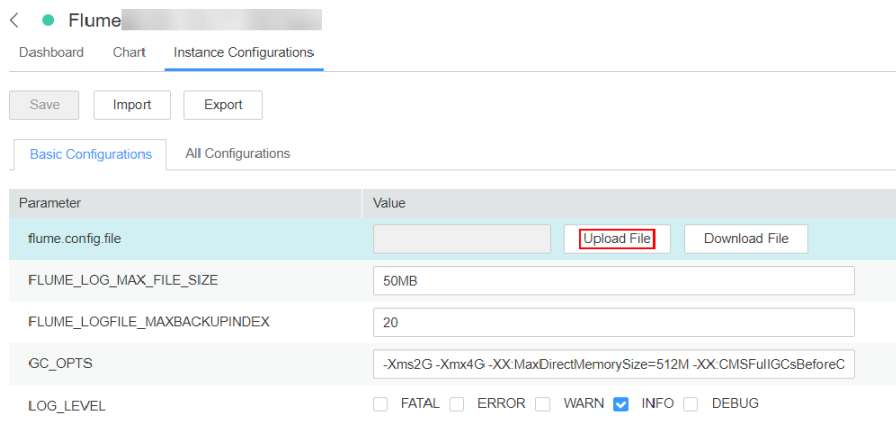 Flume
Dashboard Chart Instance Configurations
Save Import Export
Basic Configurations All Configurations
Parameter Value
flume.config.file Upload File Download File
FLUME_LOG_MAX_FILE_SIZE 50MB
FLUME_LOGFILE_MAXBACKUPINDEX 20
GC_OPTS -Xms2G -Xmx4G -XX:MaxDirectMemorySize=512M -XX:CMSFullGCsBeforeC
LOG_LEVEL FATAL ERROR WARN INFO DEBUG